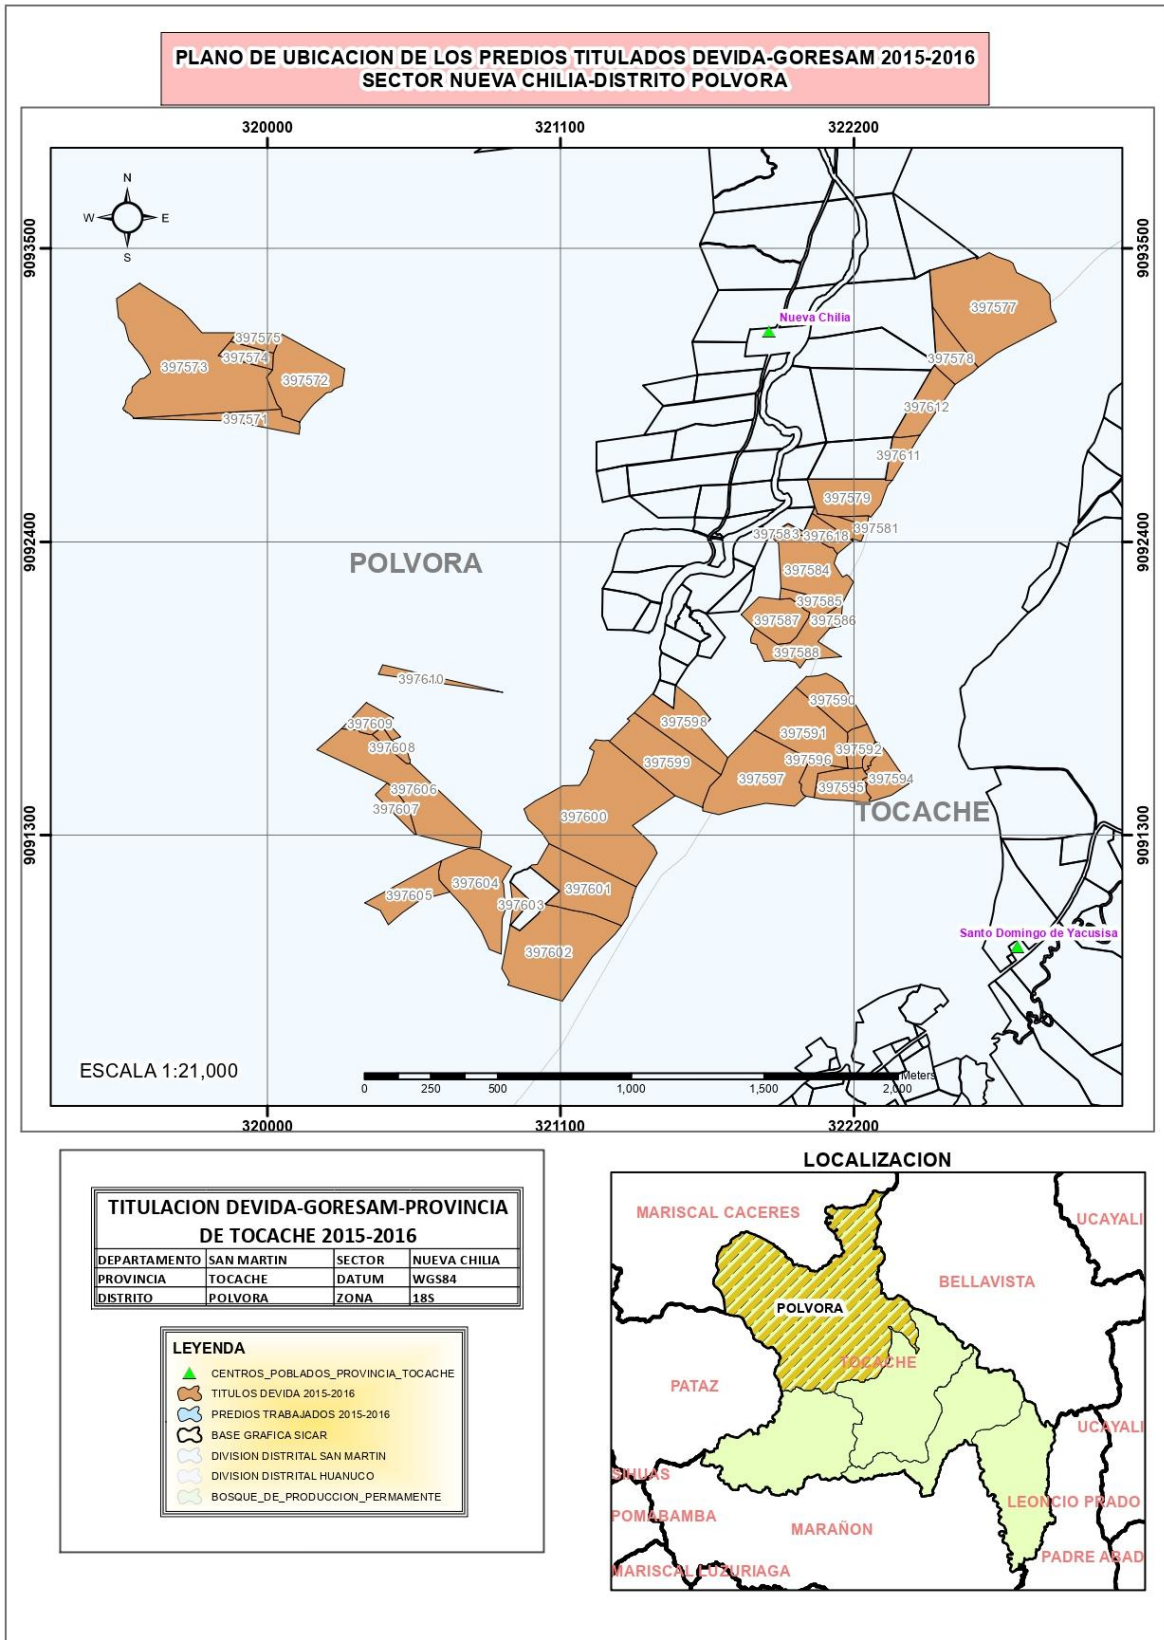 PLANO DE UBICACION DE LOS PREDIOS TITULADOS DEVIDA-GORESAM 2015-2016
SECTOR NUEVA CHILIA-DISTRITO POLVORA
320000
321100
322200
9093500
9093500
N
W
E
S
397577
Nueva Chilia
397575
397574
397573
397572
397578
397571
397612
397611
397579
397581
397583
397618
9092400
9092400
POLVORA
397584
397585
397587
397586
397588
397610
397590
397609
397598
397591
397608
397592
397599
397596
397597
397594
397606
397595
397607
397600
TOCACHE
9091300
9091300
397604
397601
397605
397603
Santo Domingo de Yacusisa
397602
ESCALA 1:21,000
0
250
500
1,000
1,500
2,000
Meters
320000
321100
322200
TITULACION DEVIDA-GORESAM-PROVINCIA
DE TOCACHE 2015-2016
DEPARTAMENTO SAN MARTIN SECTOR NUEVA CHILIA
PROVINCIA TOCACHE DATUM WGS84
DISTRITO POLVORA ZONA 18S
LEYENDA
CENTROS_POBLADOS_PROVINCIA_TOCACHE
TITULOS DEVIDA 2015-2016
PREDIOS TRABAJADOS 2015-2016
BASE GRAFICA SICAR
DIVISION DISTRITAL SAN MARTIN
DIVISION DISTRITAL HUANUCO
BOSQUE_DE_PRODUCCION_PERMAMENTE
LOCALIZACION
MARISCAL CACERES
UCAYALI
BELLAVISTA
POLVORA
TOCACHE
PATAZ
UCAYALI
SIHUAS
LEONCIO PRADO
POMABAMBA
MARAÑON
PADRE ABAD
MARISCAL LUZURIAGA